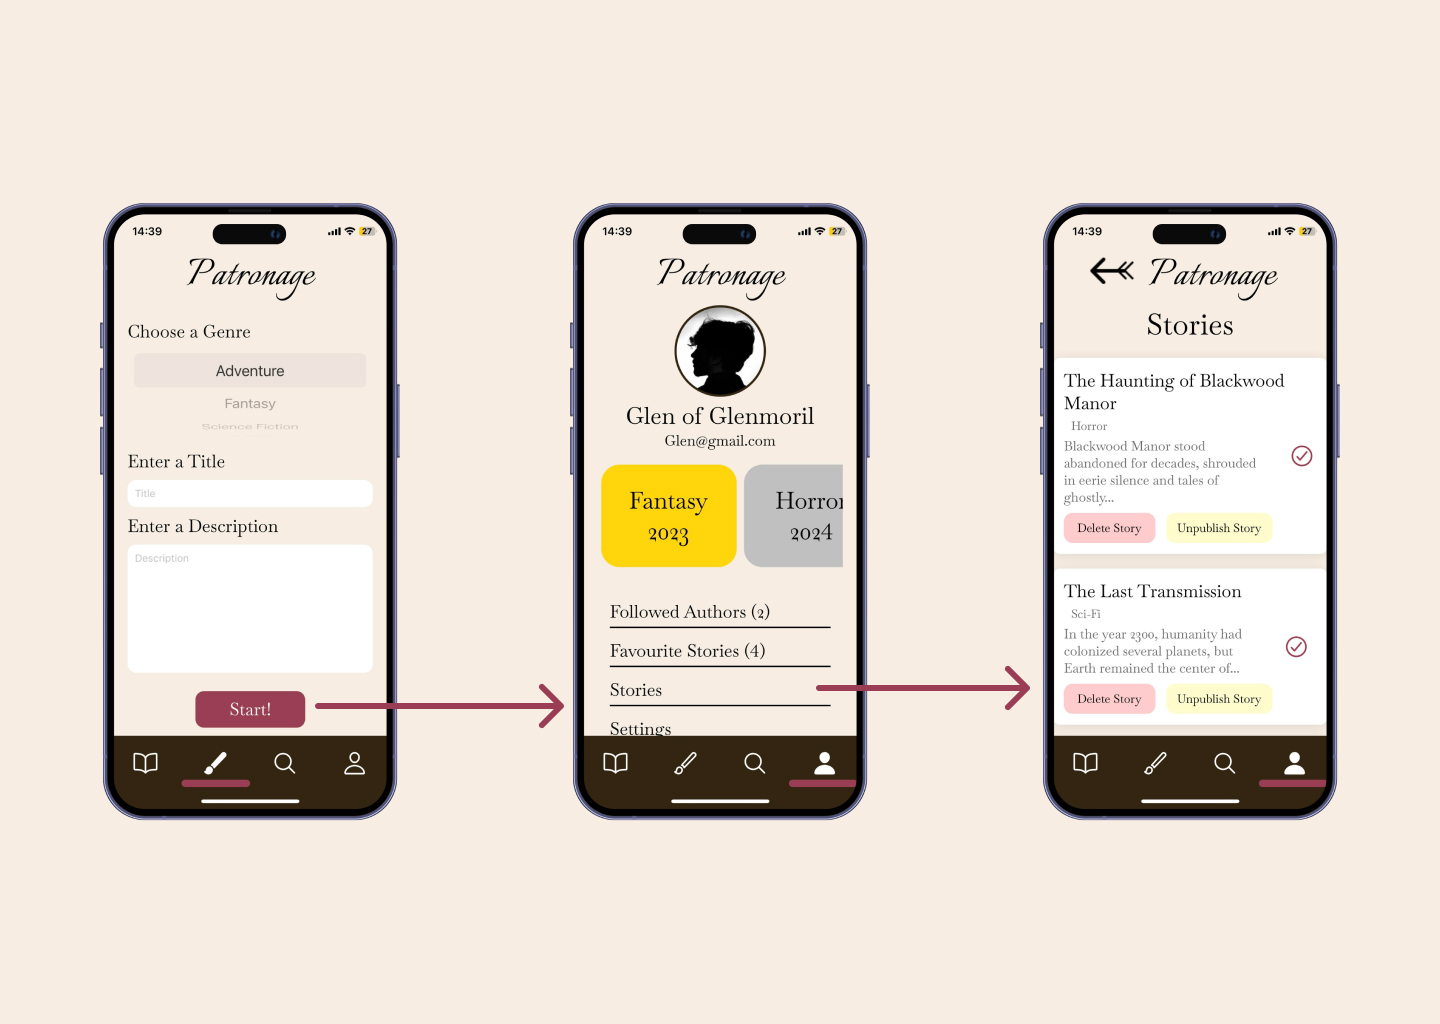 14:39
27
Patronage
Choose a Genre
Adventure
Fantasy
Science Fiction
Enter a Title
Title
Enter a Description
Description
Start!
14:39
27
Patronage
Glen of Glenmoril
Glen@gmail.com
Fantasy
2023
Horror
2024
Followed Authors (2)
Favourite Stories (4)
Stories
Settings
14:39
27
Patronage
Stories
The Haunting of Blackwood
Manor
Horror
Blackwood Manor stood
abandoned for decades, shrouded
in eerie silence and tales of
ghostly...
Delete Story
Unpublish Story
The Last Transmission
Sci-Fi
In the year 2300, humanity had
colonized several planets, but
Earth remained the center of...
Delete Story
Unpublish Story